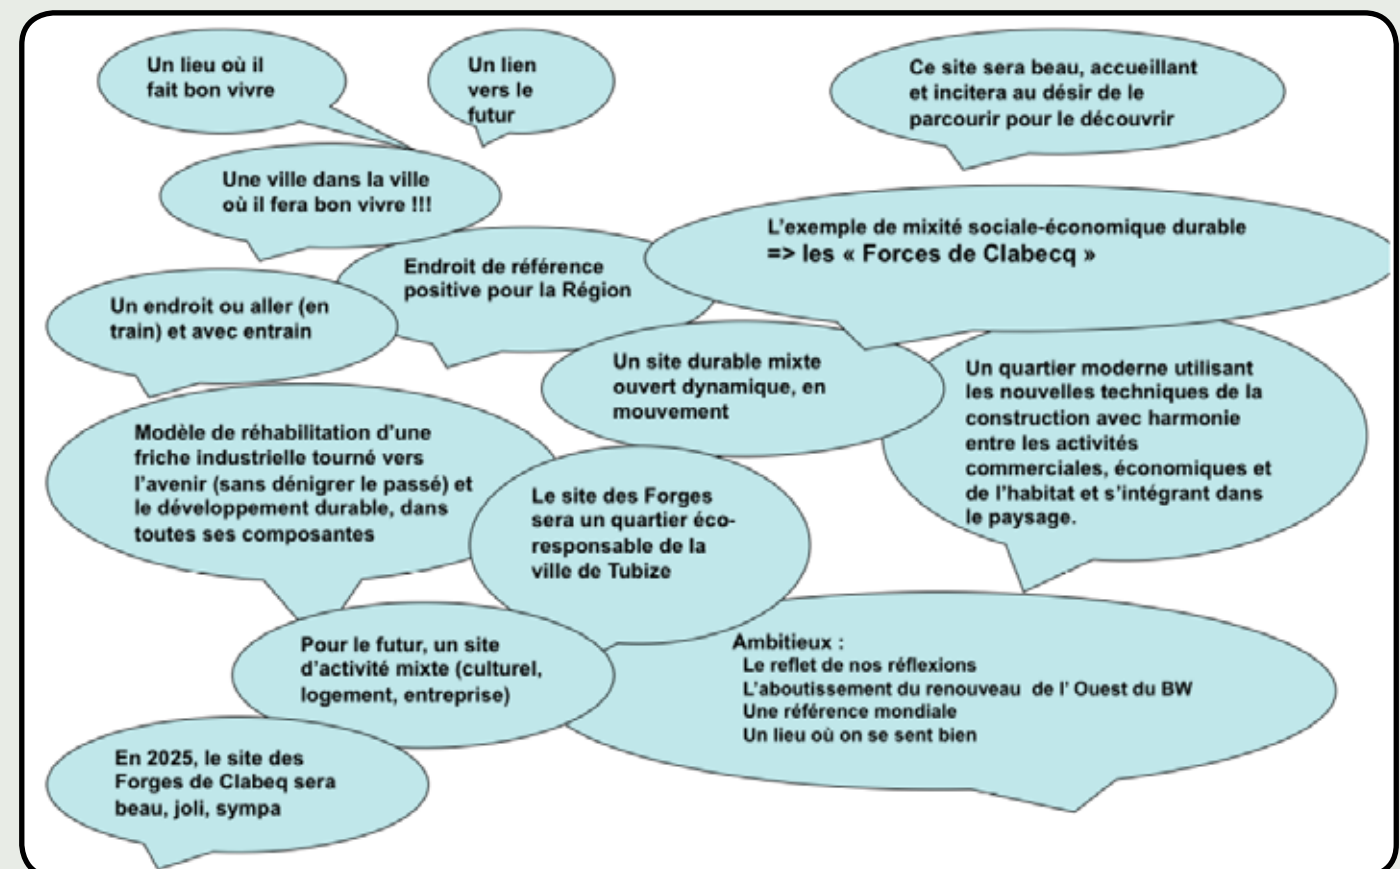 Un lieu où il
fait bon vivre
Un lien
vers le
futur
Ce site sera beau, accueillant
et incitera au désir de le
parcourir pour le découvrir
Une ville dans la ville
où il fera bon vivre !!!
L'exemple de mixité sociale-économique durable
=> les « Forces de Clabecq »
Endroit de référence
positive pour la Région
Un endroit ou aller (en
train) et avec entrain
Un site durable mixte
ouvert dynamique, en
mouvement
Un quartier moderne utilisant
les nouvelles techniques de la
construction avec harmonie
entre les activités
commerciales, économiques et
de l'habitat et s'intégrant dans
le paysage.
Modèle de réhabilitation d'une
friche industrielle tourné vers
l'avenir (sans dénigrer le passé) et
le développement durable, dans
toutes ses composantes
Le site des Forges
sera un quartier éco-
responsable de la
ville de Tubize
Pour le futur, un site
d'activité mixte (culturel,
logement, entreprise)
Ambitieux :
Le reflet de nos réflexions
L'aboutissement du renouveau de l' Ouest du BW
Une référence mondiale
Un lieu où on se sent bien
En 2025, le site des
Forges de Clabeq sera
beau, joli, sympa